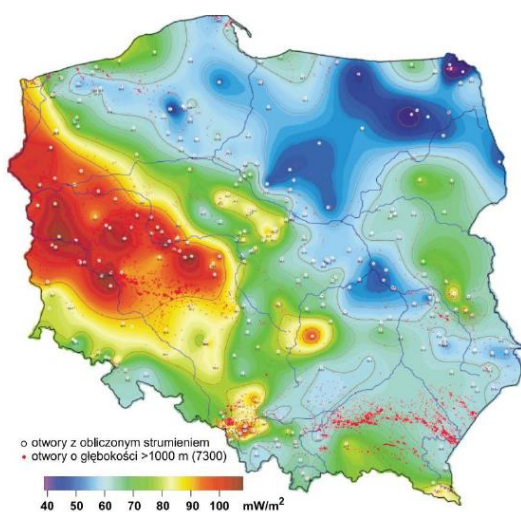 otwory z obliczonym strumieniem
otwory o głębokości >1000 m (7300)
40 50 60 70 80 90 100 mW/m²